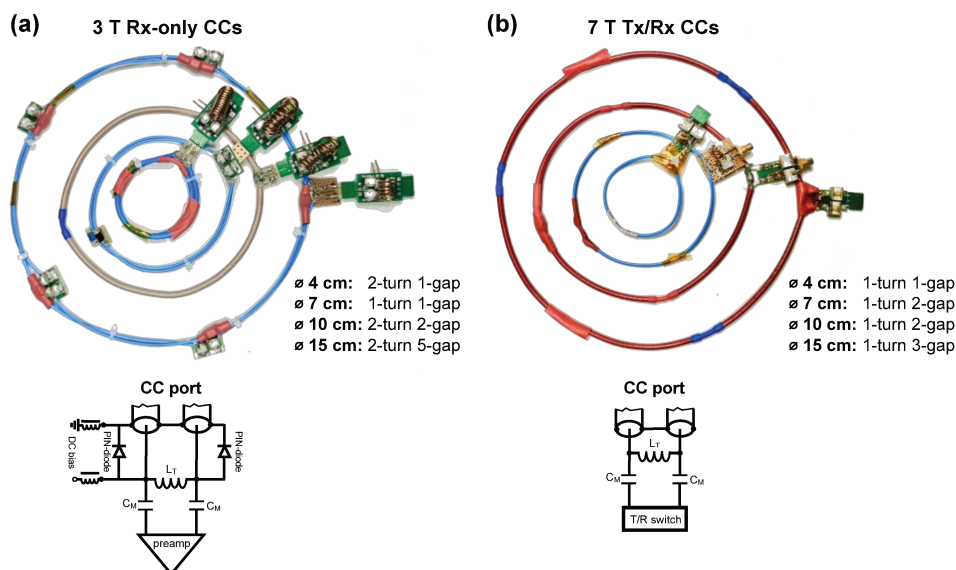 (a) 3 T Rx-only CCs
ø 4 cm: 2-turn 1-gap
ø 7 cm: 1-turn 1-gap
ø 10 cm: 2-turn 2-gap
ø 15 cm: 2-turn 5-gap
CC port
DC bias
PIN-diode
PIN-diode
LT
CM
CM
preamp
(b) 7 T Tx/Rx CCs
ø 4 cm: 1-turn 1-gap
ø 7 cm: 1-turn 2-gap
ø 10 cm: 1-turn 2-gap
ø 15 cm: 1-turn 3-gap
CC port
LT
CM
CM
T/R switch